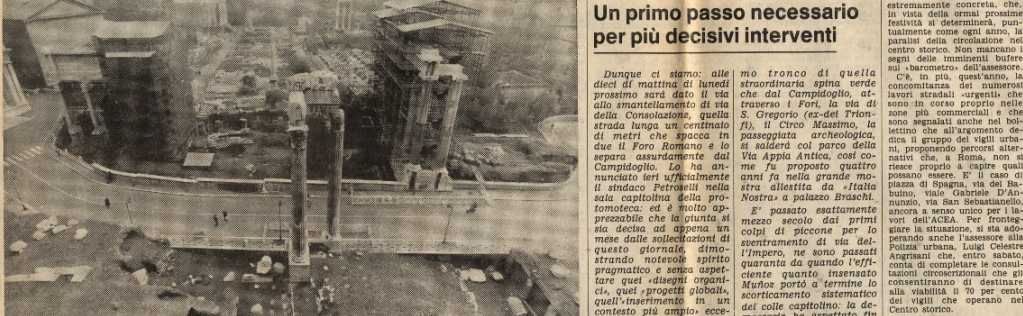 Un primo passo necessario
per più decisivi interventi
Dunque ci siamo: alle
dieci di mattina di lunedì
prossimo sarà dato il via
allo smantellamento di via
della Consolazione, quella
strada lunga un centinaio
di metri che spacca in
due il Foro Romano e lo
separa assurdamente dal
Campidoglio. Lo ha an-
nunciato ieri ufficialmente
il sindaco Petroselli nella
sala capitolina della pro-
tomoteca: ed è molto ap-
prezzabile che la giunta si
sia decisa ad appena un
mese dalle sollecitazioni di
questo giornale, dimo-
strando notevole spirito
pragmatico e senza aspet-
tare quei «disegni organi-
ci», quei «progetti globali»,
quell'«inserimento in un
contesto più ampio» ecce-
mo tronco di quella
straordinaria spina verde
che dal Campidoglio, at-
traverso i Fori, la via di
S. Gregorio (ex-dei Trion-
fi), il Circo Massimo, la
passeggiata archeologica,
si salderà col parco della
Via Appia Antica, così co-
me fu proposto quattro
anni fa nella grande mo-
stra allestita da «Italia
Nostra» a palazzo Braschi.
E' passato esattamente
mezzo secolo dai primi
colpi di piccone per lo
sventramento di via del-
l'Impero, ne sono passati
quaranta da quando l'effi-
ciente quanto insensato
Muñoz portò a termine lo
scorticamento sistematico
del colle capitolino: la de-
mocrazia ha aspettato fin
estremamente concreta, che,
in vista della ormai prossime
festività si determinerà, pun-
tualmente come ogni anno, la
paralisi della circolazione nel
centro storico. Non mancano i
segni delle imminenti bufere
sul «barometro» dell'assessore.
C'è, in più, quest'anno, la
concomitanza dei numerosi
lavori stradali «urgenti» che
sono in corso proprio nelle
zone più commerciali e che
sono segnalati anche nel bol-
lettino che all'argomento de-
dica il gruppo dei vigili urba-
ni, proponendo percorsi alter-
nativi che, a Roma, non si
riesce proprio a capire quali
possano essere. E' il caso di
piazza di Spagna, via del Ba-
buino, viale Gabriele D'An-
nunzio, via San Sebastianello,
ancora a senso unico per i la-
vori dell'ACEA. Per fronteg-
giare la situazione, si sta ado-
perando anche l'assessore alla
Polizia urbana, Luigi Celestre
Angrisani che, entro sabato,
conta di completare le consul-
tazioni circoscrizionali che gli
consentiranno di destinare
alla viabilità il 70 per cento
dei vigili che operano nel
Centro storico.